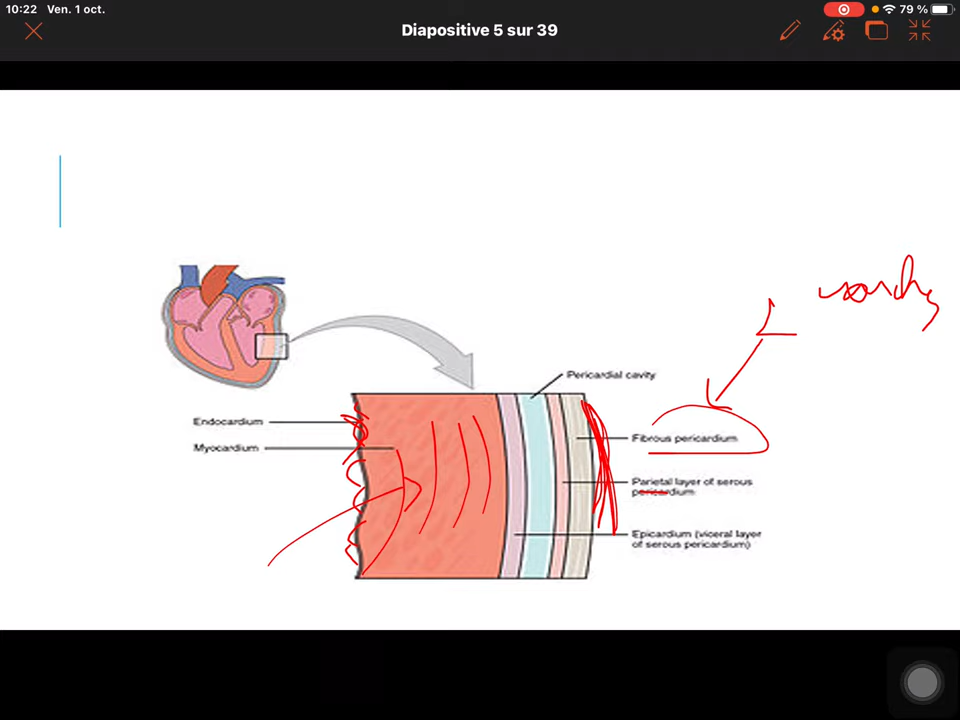 10:22 Ven. 1 oct.
79 %
Diapositive 5 sur 39
Pericardial cavity
Endocardium
Myocardium
Fibrous pericardium
Parietal layer of serous
pericardium
Epicardium (viceral layer
of serous pericardium)